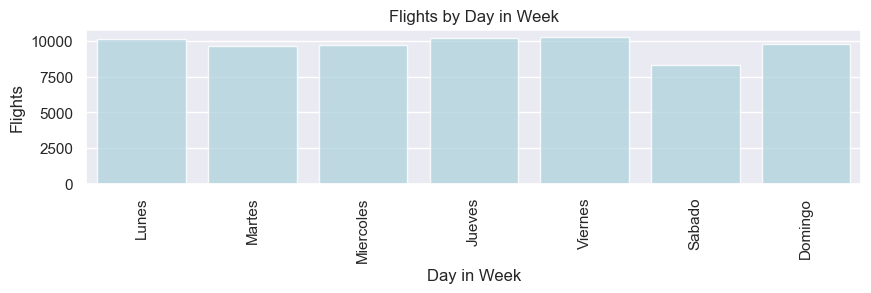 Flights by Day in Week
Flights
10000
7500
5000
2500
0
Lunes
Martes
Miercoles
Jueves
Viernes
Sabado
Domingo
Day in Week